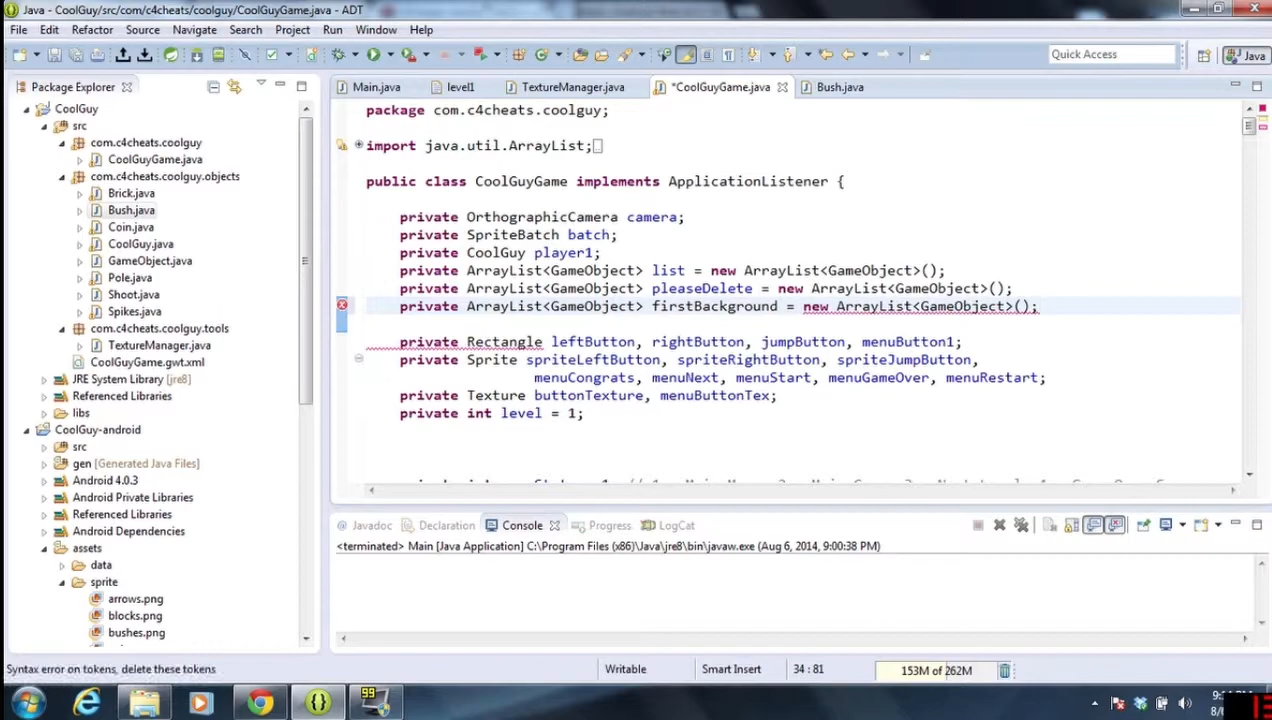 Java - CoolGuy/src/com/c4cheats/coolguy/CoolGuyGame.java - ADT
File Edit Refactor Source Navigate Search Project Run Window Help
Quick Access
Java
Package Explorer
Main.java level1 TextureManager.java *CoolGuyGame.java Bush.java
CoolGuy
src
com.c4cheats.coolguy
CoolGuyGame.java
com.c4cheats.coolguy.objects
Brick.java
Bush.java
Coin.java
CoolGuy.java
GameObject.java
Pole.java
Shoot.java
Spikes.java
com.c4cheats.coolguy.tools
TextureManager.java
CoolGuyGame.gwt.xml
JRE System Library [jre8]
Referenced Libraries
libs
CoolGuy-android
src
gen [Generated Java Files]
Android 4.0.3
Android Private Libraries
Referenced Libraries
Android Dependencies
assets
data
sprite
arrows.png
blocks.png
bushes.png
package com.c4cheats.coolguy;
import java.util.ArrayList;
public class CoolGuyGame implements ApplicationListener {
private OrthographicCamera camera;
private SpriteBatch batch;
private CoolGuy player1;
private ArrayList<GameObject> list = new ArrayList<GameObject>();
private ArrayList<GameObject> pleaseDelete = new ArrayList<GameObject>();
private ArrayList<GameObject> firstBackground = new ArrayList<GameObject>();
private Rectangle leftButton, rightButton, jumpButton, menuButton1;
private Sprite spriteLeftButton, spriteRightButton, spriteJumpButton,
menuCongrats, menuNext, menuStart, menuGameOver, menuRestart;
private Texture buttonTexture, menuButtonTex;
private int level = 1;
Javadoc Declaration Console Progress LogCat
<terminated> Main [Java Application] C:\Program Files (x86)\Java\jre8\bin\javaw.exe (Aug 6, 2014, 9:00:38 PM)
Syntax error on tokens, delete these tokens
Writable
Smart Insert
34 : 81
153M of 262M
99